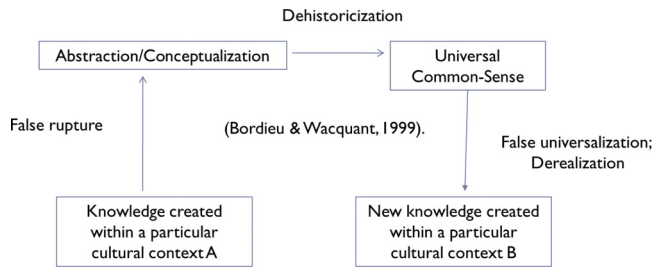 Dehistoricization
Abstraction/Conceptualization
Universal
Common-Sense
False rupture
(Bordieu & Wacquant, 1999).
False universalization;
Derealization
Knowledge created
within a particular
cultural context A
New knowledge created
within a particular
cultural context B